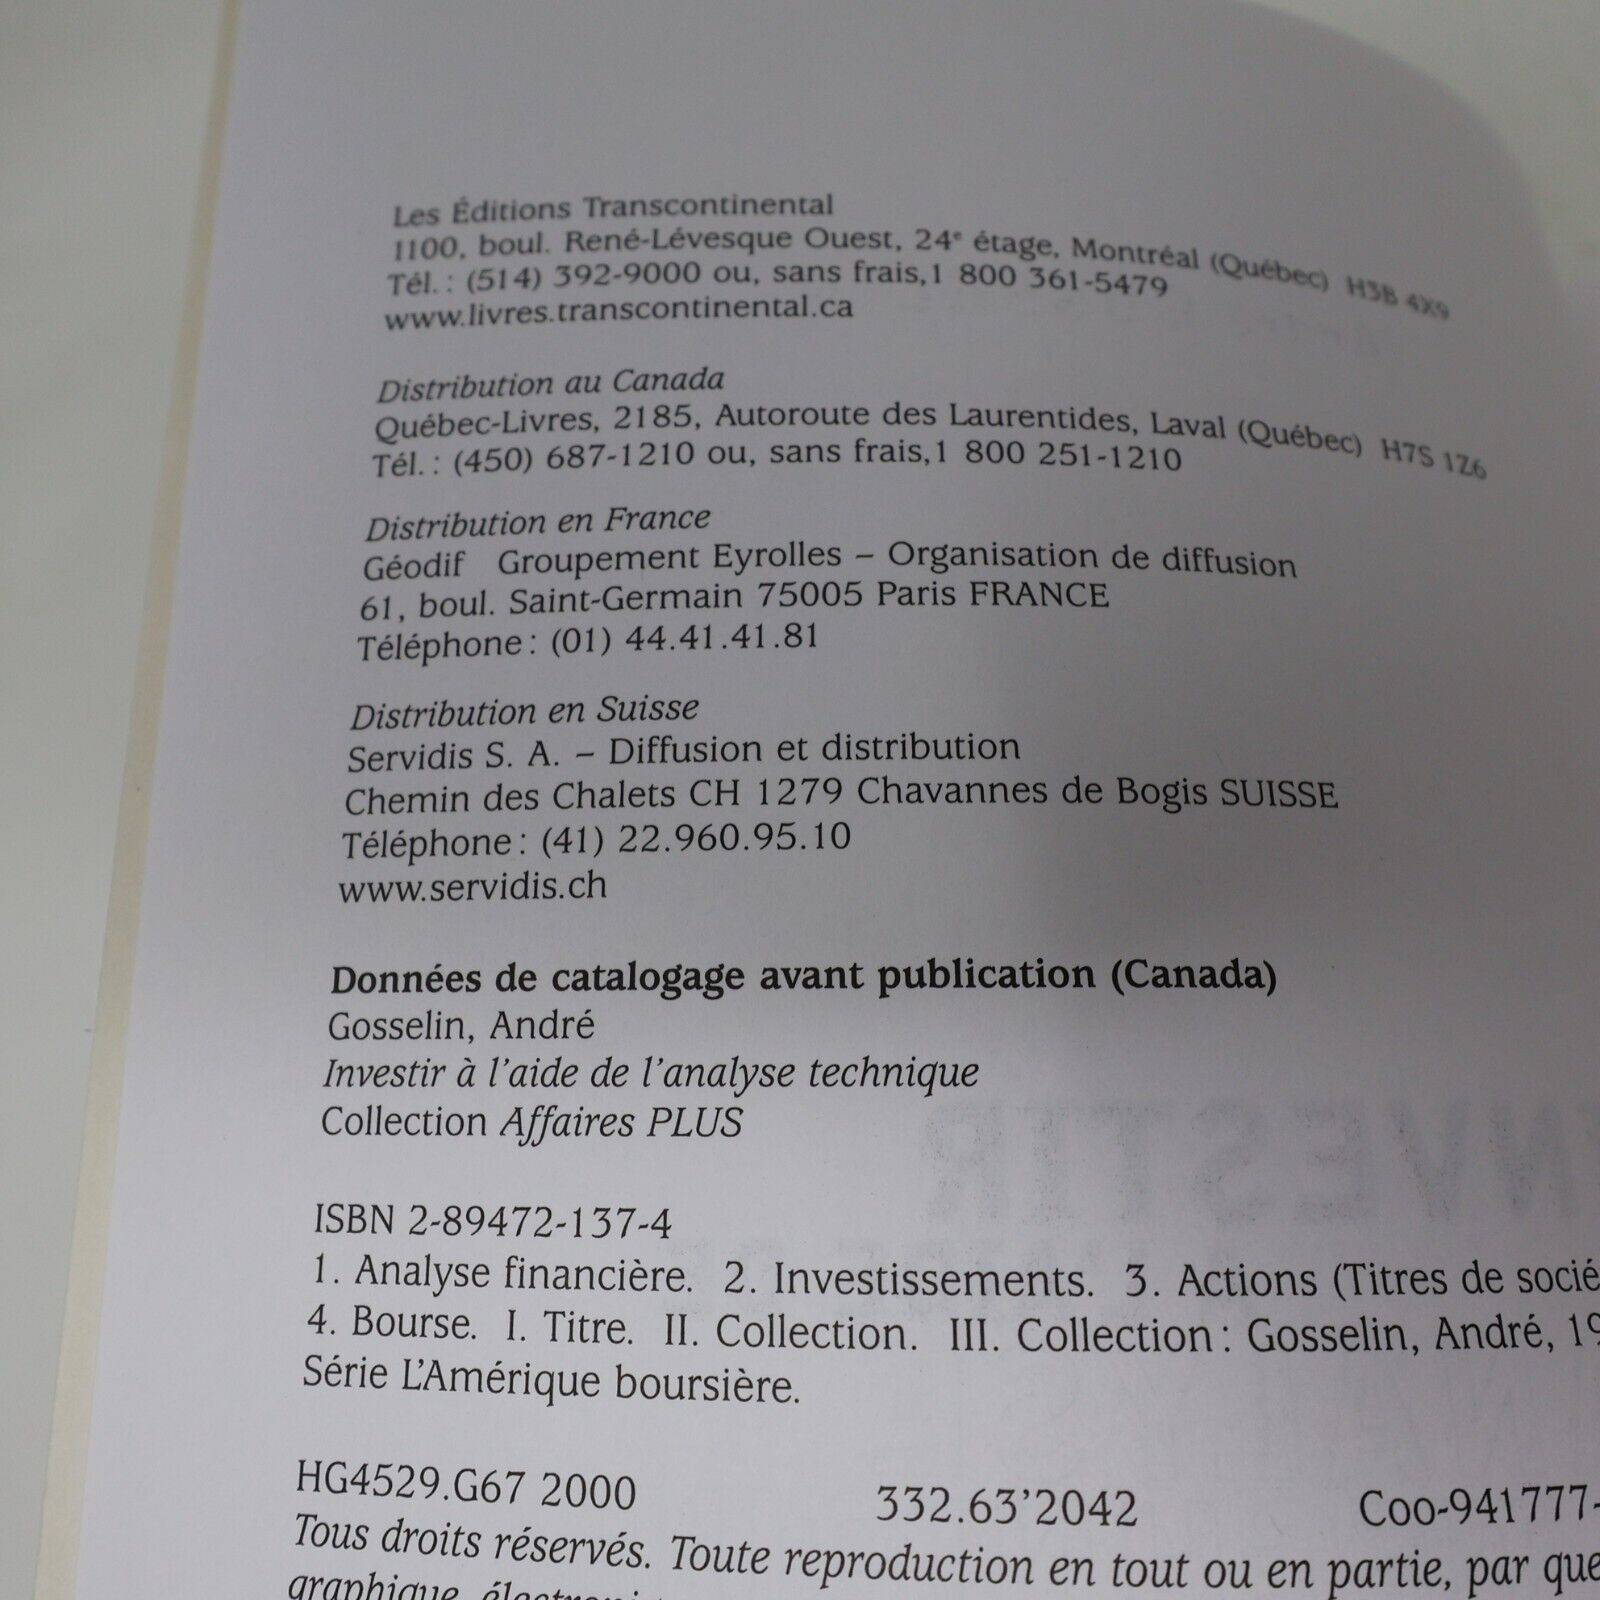 Les Éditions Transcontinental
1100, boul. René-Lévesque Ouest, 24e étage, Montréal (Québec) H3B 4X9
Tél. : (514) 392-9000 ou, sans frais,1 800 361-5479
www.livres.transcontinental.ca
Distribution au Canada
Québec-Livres, 2185, Autoroute des Laurentides, Laval (Québec) H7S 1Z6
Tél. : (450) 687-1210 ou, sans frais,1 800 251-1210
Distribution en France
Géodif Groupement Eyrolles – Organisation de diffusion
61, boul. Saint-Germain 75005 Paris FRANCE
Téléphone : (01) 44.41.41.81
Distribution en Suisse
Servidis S. A. – Diffusion et distribution
Chemin des Chalets CH 1279 Chavannes de Bogis SUISSE
Téléphone : (41) 22.960.95.10
www.servidis.ch
Données de catalogage avant publication (Canada)
Gosselin, André
Investir à l'aide de l'analyse technique
Collection Affaires PLUS
ISBN 2-89472-137-4
1. Analyse financière. 2. Investissements. 3. Actions (Titres de socié
4. Bourse. I. Titre. II. Collection. III. Collection : Gosselin, André, 19
Série L'Amérique boursière.
HG4529.G67 2000 332.63'2042 Coo-941777-
Tous droits réservés. Toute reproduction en tout ou en partie, par que
graphique, électroni